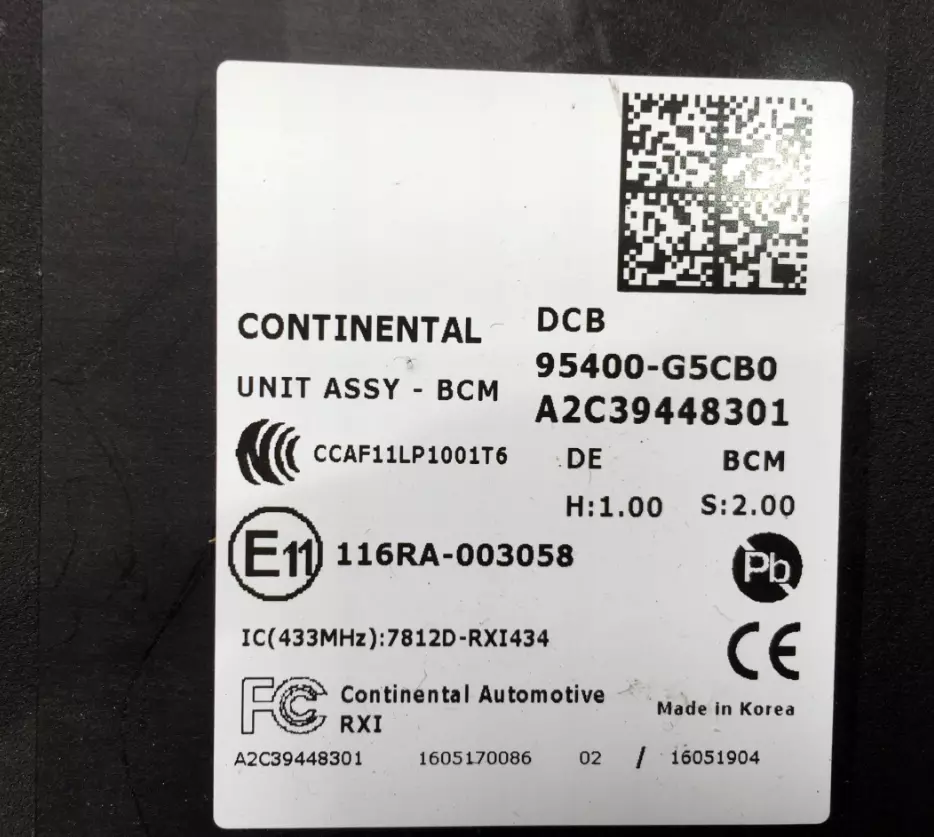 CONTINENTAL
DCB
95400-G5CB0
UNIT ASSY - BCM
A2C39448301
CCAF11LP1001T6
DE BCM
H:1.00 S:2.00
E11 116RA-003058
Pb
IC(433MHz):7812D-RXI434
CE
FC Continental Automotive
RXI
Made in Korea
A2C39448301 1605170086 02 / 16051904